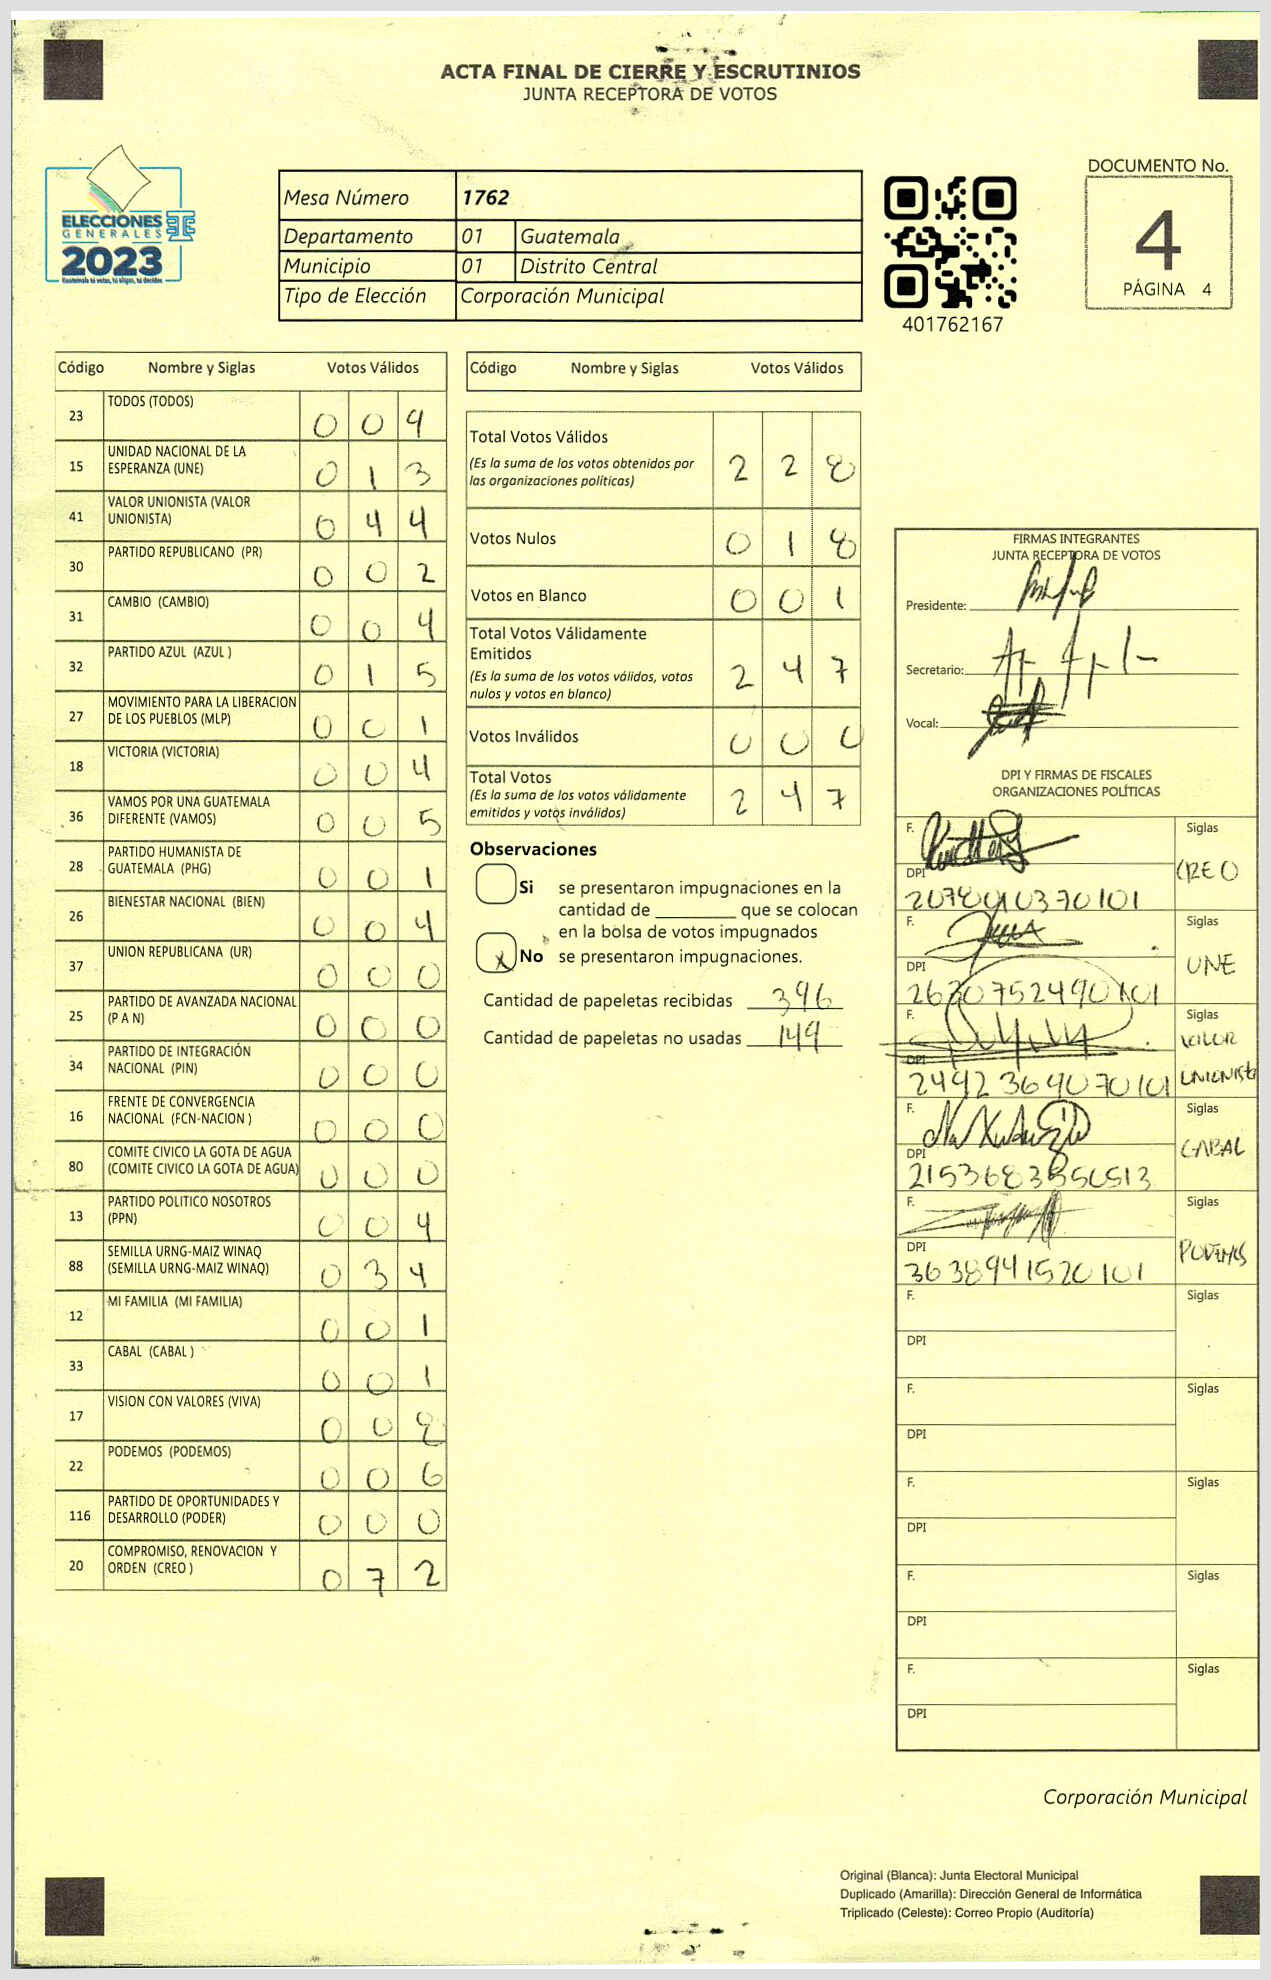 ACTA FINAL DE CIERRE Y ESCRUTINIOS
JUNTA RECEPTORA DE VOTOS
ELECCIONES
GENERALES
2023
Guatemala tú votas, tú eliges, tú decides
Mesa Número 1762
Departamento 01 Guatemala
Municipio 01 Distrito Central
Tipo de Elección Corporación Municipal
401762167
DOCUMENTO No.
4
PÁGINA 4
Código Nombre y Siglas Votos Válidos
23 TODOS (TODOS) 0 0 9
15 UNIDAD NACIONAL DE LA ESPERANZA (UNE) 0 1 3
41 VALOR UNIONISTA (VALOR UNIONISTA) 0 4 4
30 PARTIDO REPUBLICANO (PR) 0 0 2
31 CAMBIO (CAMBIO) 0 0 4
32 PARTIDO AZUL (AZUL ) 0 1 5
27 MOVIMIENTO PARA LA LIBERACION DE LOS PUEBLOS (MLP) 0 0 1
18 VICTORIA (VICTORIA) 0 0 4
36 VAMOS POR UNA GUATEMALA DIFERENTE (VAMOS) 0 0 5
28 PARTIDO HUMANISTA DE GUATEMALA (PHG) 0 0 1
26 BIENESTAR NACIONAL (BIEN) 0 0 4
37 UNION REPUBLICANA (UR) 0 0 0
25 PARTIDO DE AVANZADA NACIONAL (P A N) 0 0 0
34 PARTIDO DE INTEGRACIÓN NACIONAL (PIN) 0 0 0
16 FRENTE DE CONVERGENCIA NACIONAL (FCN-NACION ) 0 0 0
80 COMITE CIVICO LA GOTA DE AGUA (COMITE CIVICO LA GOTA DE AGUA) 0 0 0
13 PARTIDO POLITICO NOSOTROS (PPN) 0 0 4
88 SEMILLA URNG-MAIZ WINAQ (SEMILLA URNG-MAIZ WINAQ) 0 3 4
12 MI FAMILIA (MI FAMILIA) 0 0 1
33 CABAL (CABAL ) 0 0 1
17 VISION CON VALORES (VIVA) 0 0 8
22 PODEMOS (PODEMOS) 0 0 6
116 PARTIDO DE OPORTUNIDADES Y DESARROLLO (PODER) 0 0 0
20 COMPROMISO, RENOVACION Y ORDEN (CREO ) 0 7 2
Código Nombre y Siglas Votos Válidos
Total Votos Válidos 2 2 8
(Es la suma de los votos obtenidos por
las organizaciones políticas)
Votos Nulos 0 1 8
Votos en Blanco 0 0 1
Total Votos Válidamente
Emitidos 2 4 7
(Es la suma de los votos válidos, votos
nulos y votos en blanco)
Votos Inválidos 0 0 0
Total Votos 2 4 7
(Es la suma de los votos válidamente
emitidos y votos inválidos)
Observaciones
Si se presentaron impugnaciones en la
cantidad de ________ que se colocan
en la bolsa de votos impugnados
x No se presentaron impugnaciones.
Cantidad de papeletas recibidas 396
Cantidad de papeletas no usadas 149
FIRMAS INTEGRANTES
JUNTA RECEPTORA DE VOTOS
Presidente:
Secretario:
Vocal:
DPI Y FIRMAS DE FISCALES
ORGANIZACIONES POLÍTICAS
F. Siglas
CREO
DPI
F. Siglas
UNE
DPI
F. Siglas
VALOR
UNIONISTA
DPI
2492364070101
F. Siglas
CABAL
DPI
F. Siglas
PODEMOS
DPI
3638941520101
F. Siglas
DPI
F. Siglas
DPI
F. Siglas
DPI
F. Siglas
DPI
F. Siglas
DPI
Corporación Municipal
Original (Blanca): Junta Electoral Municipal
Duplicado (Amarilla): Dirección General de Informática
Triplicado (Celeste): Correo Propio (Auditoría)